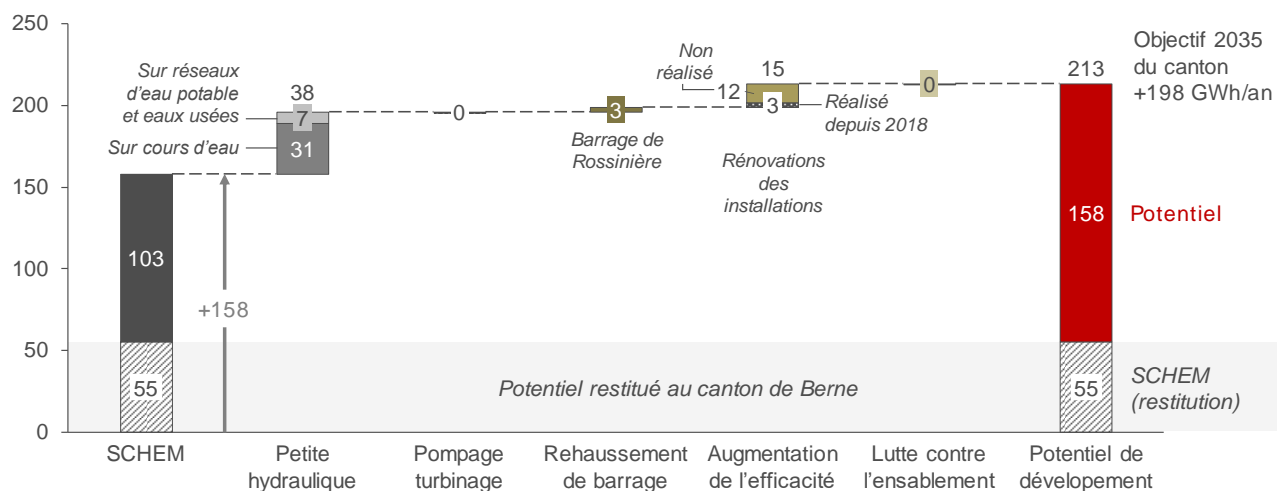 250
200
150
100
50
0
Sur réseaux
d'eau potable
et eaux usées
Sur cours d'eau
38
7
31
103
55
+158
0
3
Barrage de
Rossinière
Non
réalisé
15
12
3
Réalisé
depuis 2018
Rénovations
des
installations
0
213
158
55
Objectif 2035
du canton
+198 GWh/an
Potentiel
Potentiel restitué au canton de Berne
SCHEM
(restitution)
SCHEM
Petite
hydraulique
Pompage
turbinage
Rehaussement
de barrage
Augmentation
de l'efficacité
Lutte contre
l'ensablement
Potentiel de
dévelopement